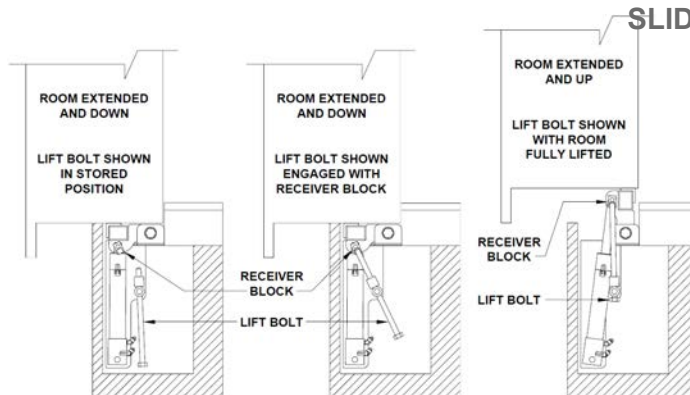 SLID
ROOM EXTENDED
AND DOWN
LIFT BOLT SHOWN
IN STORED
POSITION
ROOM EXTENDED
AND DOWN
LIFT BOLT SHOWN
ENGAGED WITH
RECEIVER BLOCK
ROOM EXTENDED
AND UP
LIFT BOLT SHOWN
WITH ROOM
FULLY LIFTED
RECEIVER
BLOCK
LIFT BOLT
RECEIVER
BLOCK
LIFT BOLT